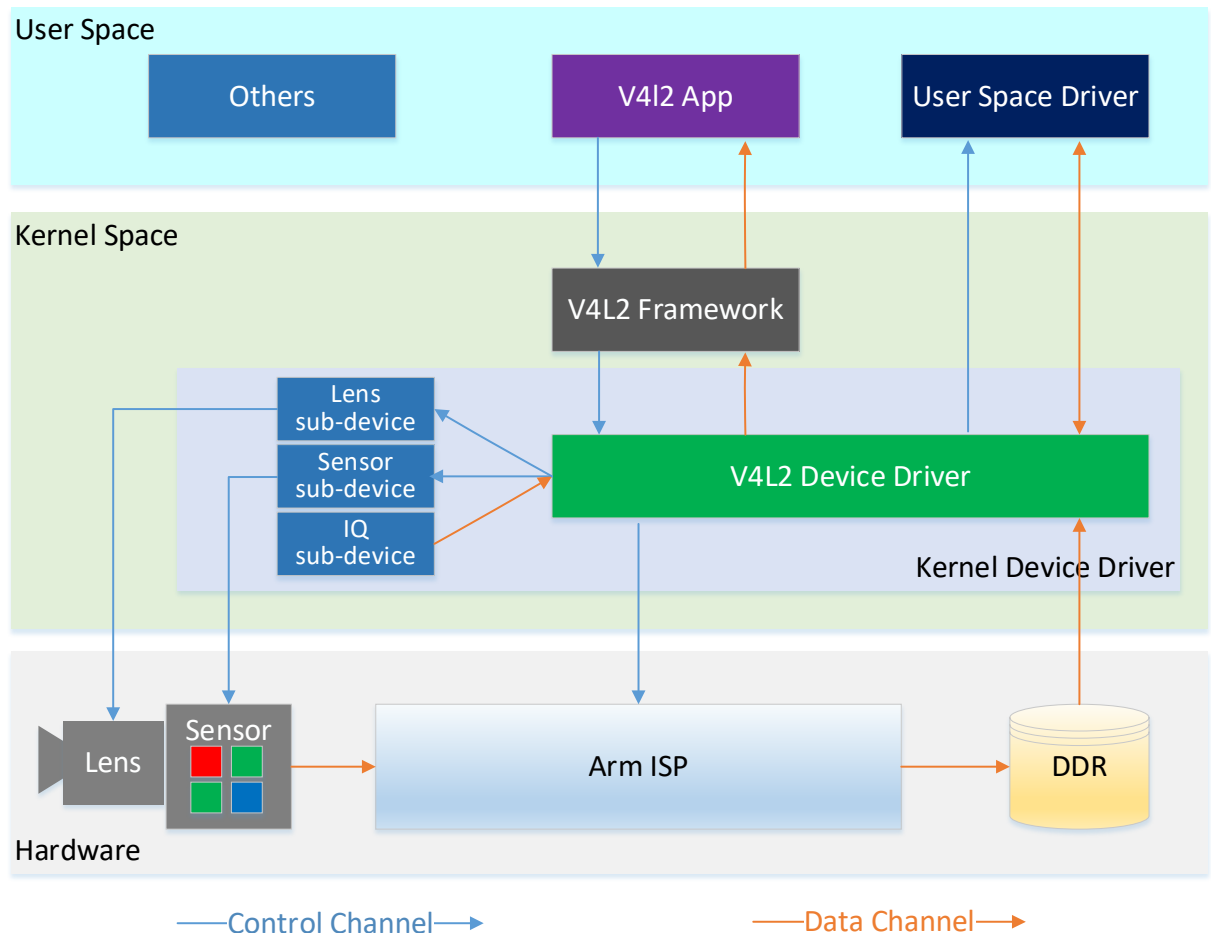 User Space
Others
V4l2 App
User Space Driver
Kernel Space
V4L2 Framework
Lens
sub-device
Sensor
sub-device
IQ
sub-device
V4L2 Device Driver
Kernel Device Driver
Lens
Sensor
Arm ISP
DDR
Hardware
Control Channel
Data Channel